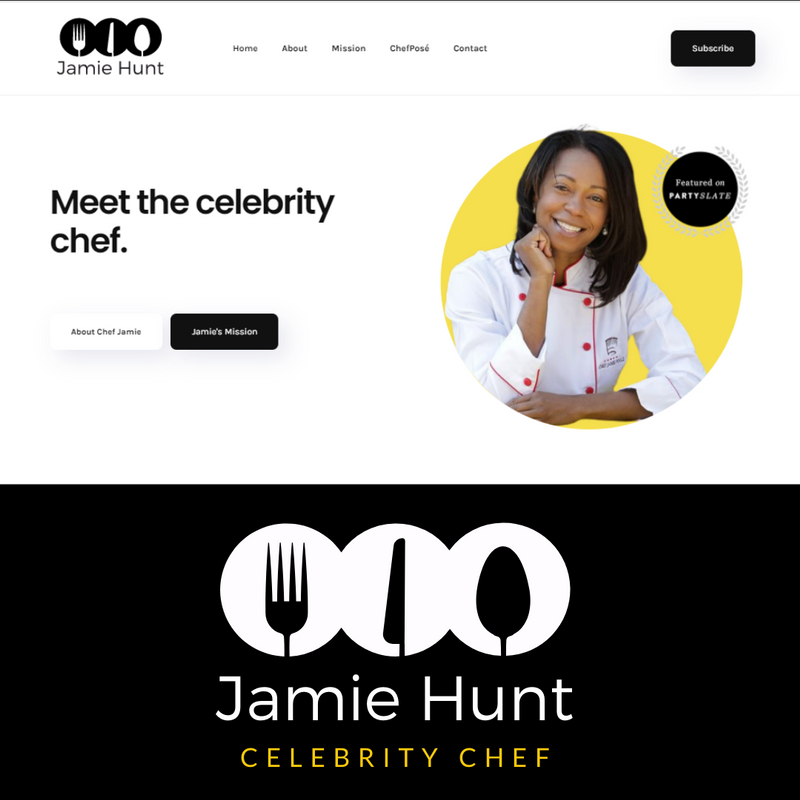 Jamie Hunt
Home About Mission ChefPosé Contact
Subscribe
Meet the celebrity
chef.
Featured on
PARTYSLATE
About Chef Jamie
Jamie's Mission
Jamie Hunt
CELEBRITY CHEF